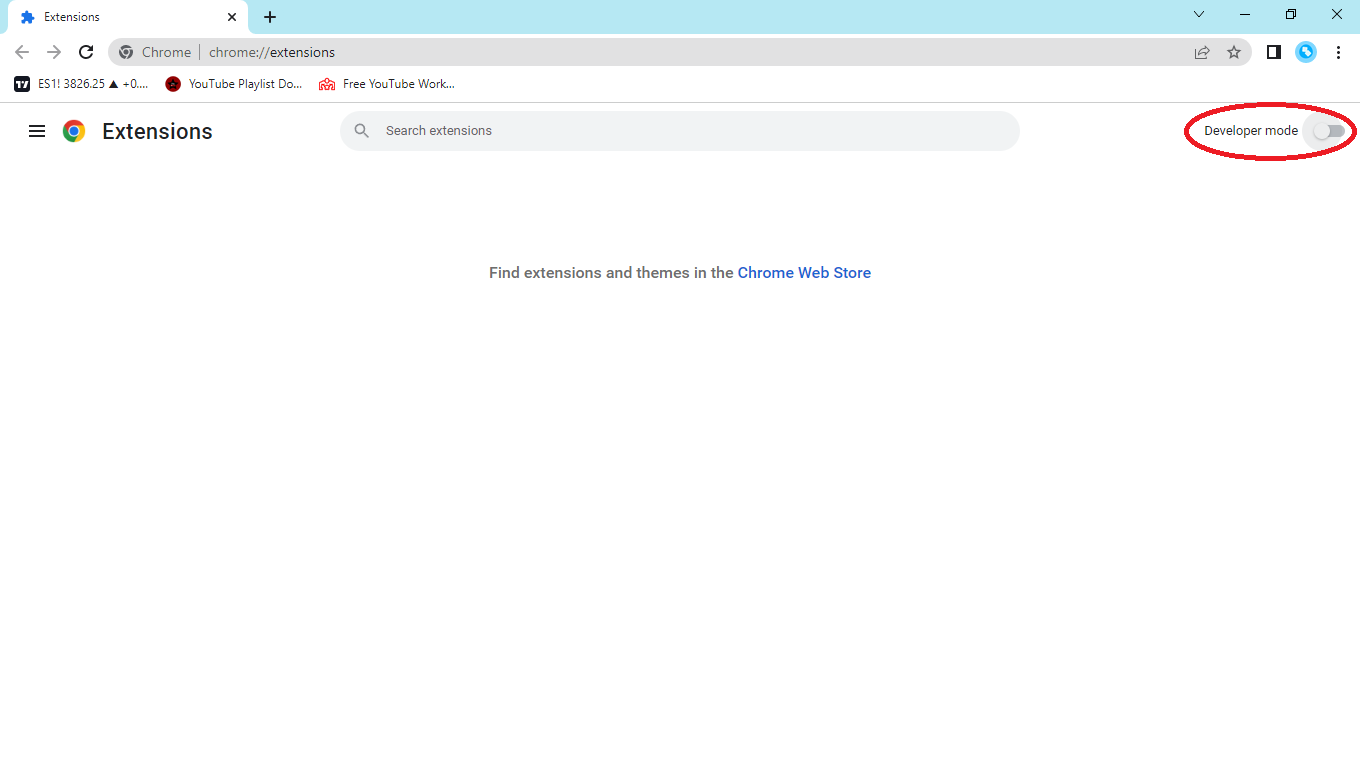 Extensions
Chrome | chrome://extensions
ES1! 3826.25 ▲ +0....
YouTube Playlist Do...
Free YouTube Work...
Extensions
Search extensions
Developer mode
Find extensions and themes in the Chrome Web Store